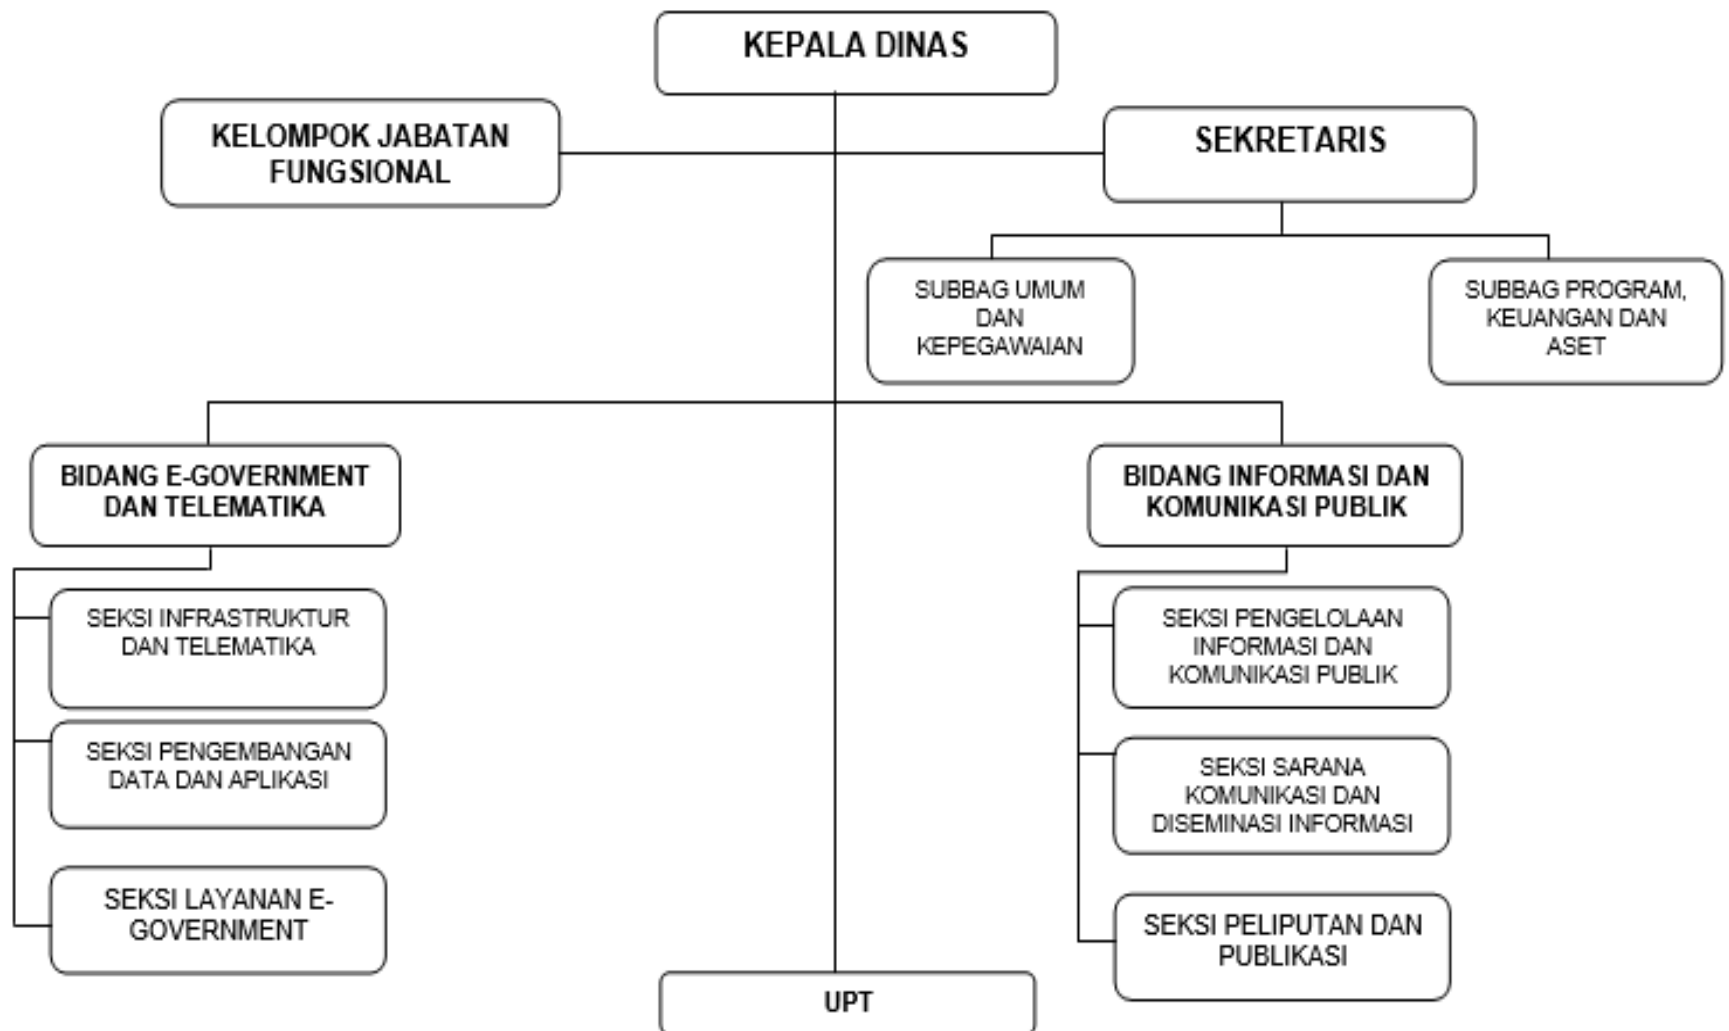 KEPALA DINAS
KELOMPOK JABATAN
FUNGSIONAL
SEKRETARIS
SUBBAG UMUM
DAN
KEPEGAWAIAN
SUBBAG PROGRAM,
KEUANGAN DAN
ASET
BIDANG E-GOVERNMENT
DAN TELEMATIKA
BIDANG INFORMASI DAN
KOMUNIKASI PUBLIK
SEKSI INFRASTRUKTUR
DAN TELEMATIKA
SEKSI PENGEMBANGAN
DATA DAN APLIKASI
SEKSI LAYANAN E-
GOVERNMENT
SEKSI PENGELOLAAN
INFORMASI DAN
KOMUNIKASI PUBLIK
SEKSI SARANA
KOMUNIKASI DAN
DISEMINASI INFORMASI
SEKSI PELIPUTAN DAN
PUBLIKASI
UPT